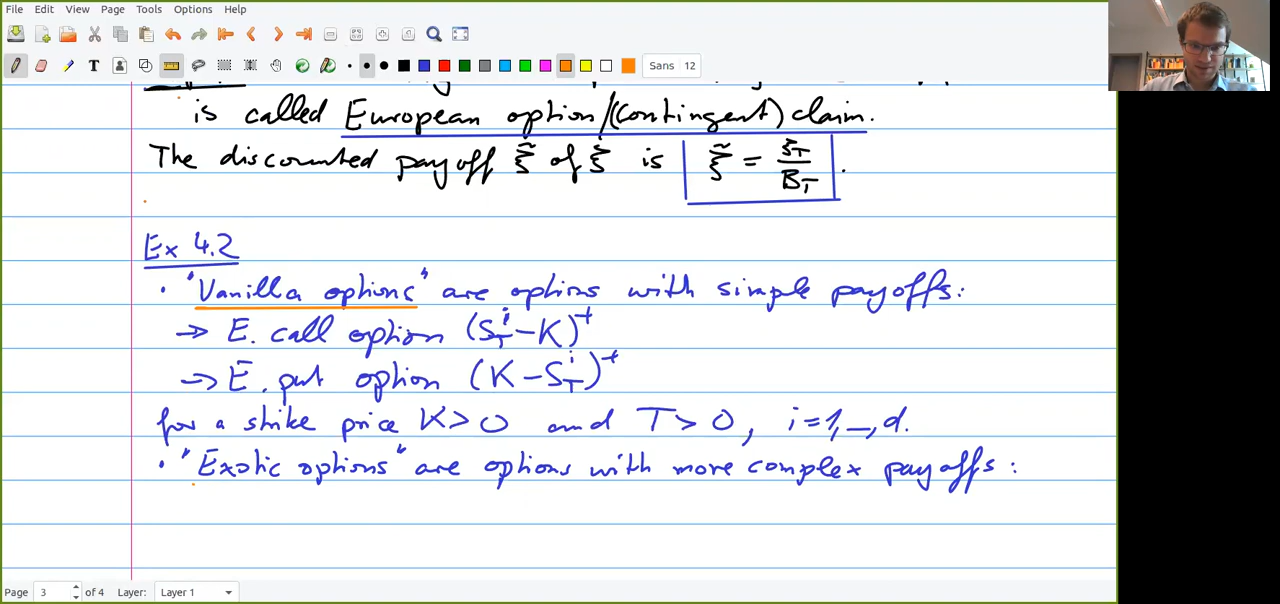 File Edit View Page Tools Options Help
Sans 12
is called European option/(contingent) claim.
The discounted payoff ξ̃ of ξ is ξ̃ = ξ_T / B_T .
Ex 4.2
• "Vanilla options" are options with simple payoffs:
→ E. call option (S_T^i - K)^+
→ E. put option (K - S_T^i)^+
for a strike price K > 0 and T > 0, i = 1, ..., d.
• "Exotic options" are options with more complex payoffs:
Page 3 of 4 Layer: Layer 1